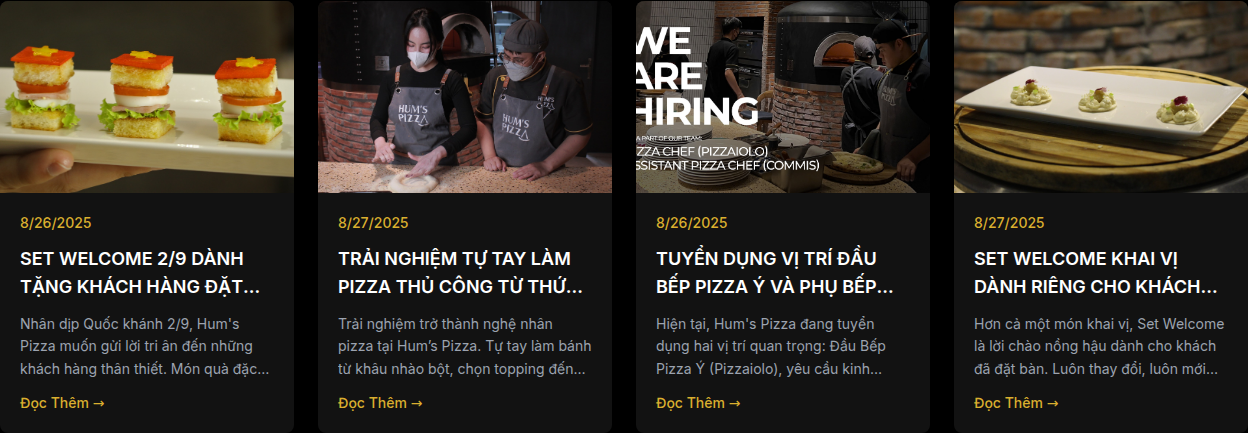 HUM'S
PIZZA
HUM'S
PIZZA
WE
ARE
HIRING
A PART OF OUR TEAM:
ZZA CHEF (PIZZAIOLO)
SSISTANT PIZZA CHEF (COMMIS)
8/26/2025
SET WELCOME 2/9 DÀNH
TẶNG KHÁCH HÀNG ĐẶT...
Nhân dịp Quốc khánh 2/9, Hum's
Pizza muốn gửi lời tri ân đến những
khách hàng thân thiết. Món quà đặc...
Đọc Thêm →
8/27/2025
TRẢI NGHIỆM TỰ TAY LÀM
PIZZA THỦ CÔNG TỪ THỨ...
Trải nghiệm trở thành nghệ nhân
pizza tại Hum’s Pizza. Tự tay làm bánh
từ khâu nhào bột, chọn topping đến...
Đọc Thêm →
8/26/2025
TUYỂN DỤNG VỊ TRÍ ĐẦU
BẾP PIZZA Ý VÀ PHỤ BẾP...
Hiện tại, Hum's Pizza đang tuyển
dụng hai vị trí quan trọng: Đầu Bếp
Pizza Ý (Pizzaiolo), yêu cầu kinh...
Đọc Thêm →
8/27/2025
SET WELCOME KHAI VỊ
DÀNH RIÊNG CHO KHÁCH...
Hơn cả một món khai vị, Set Welcome
là lời chào nồng hậu dành cho khách
đã đặt bàn. Luôn thay đổi, luôn mới...
Đọc Thêm →